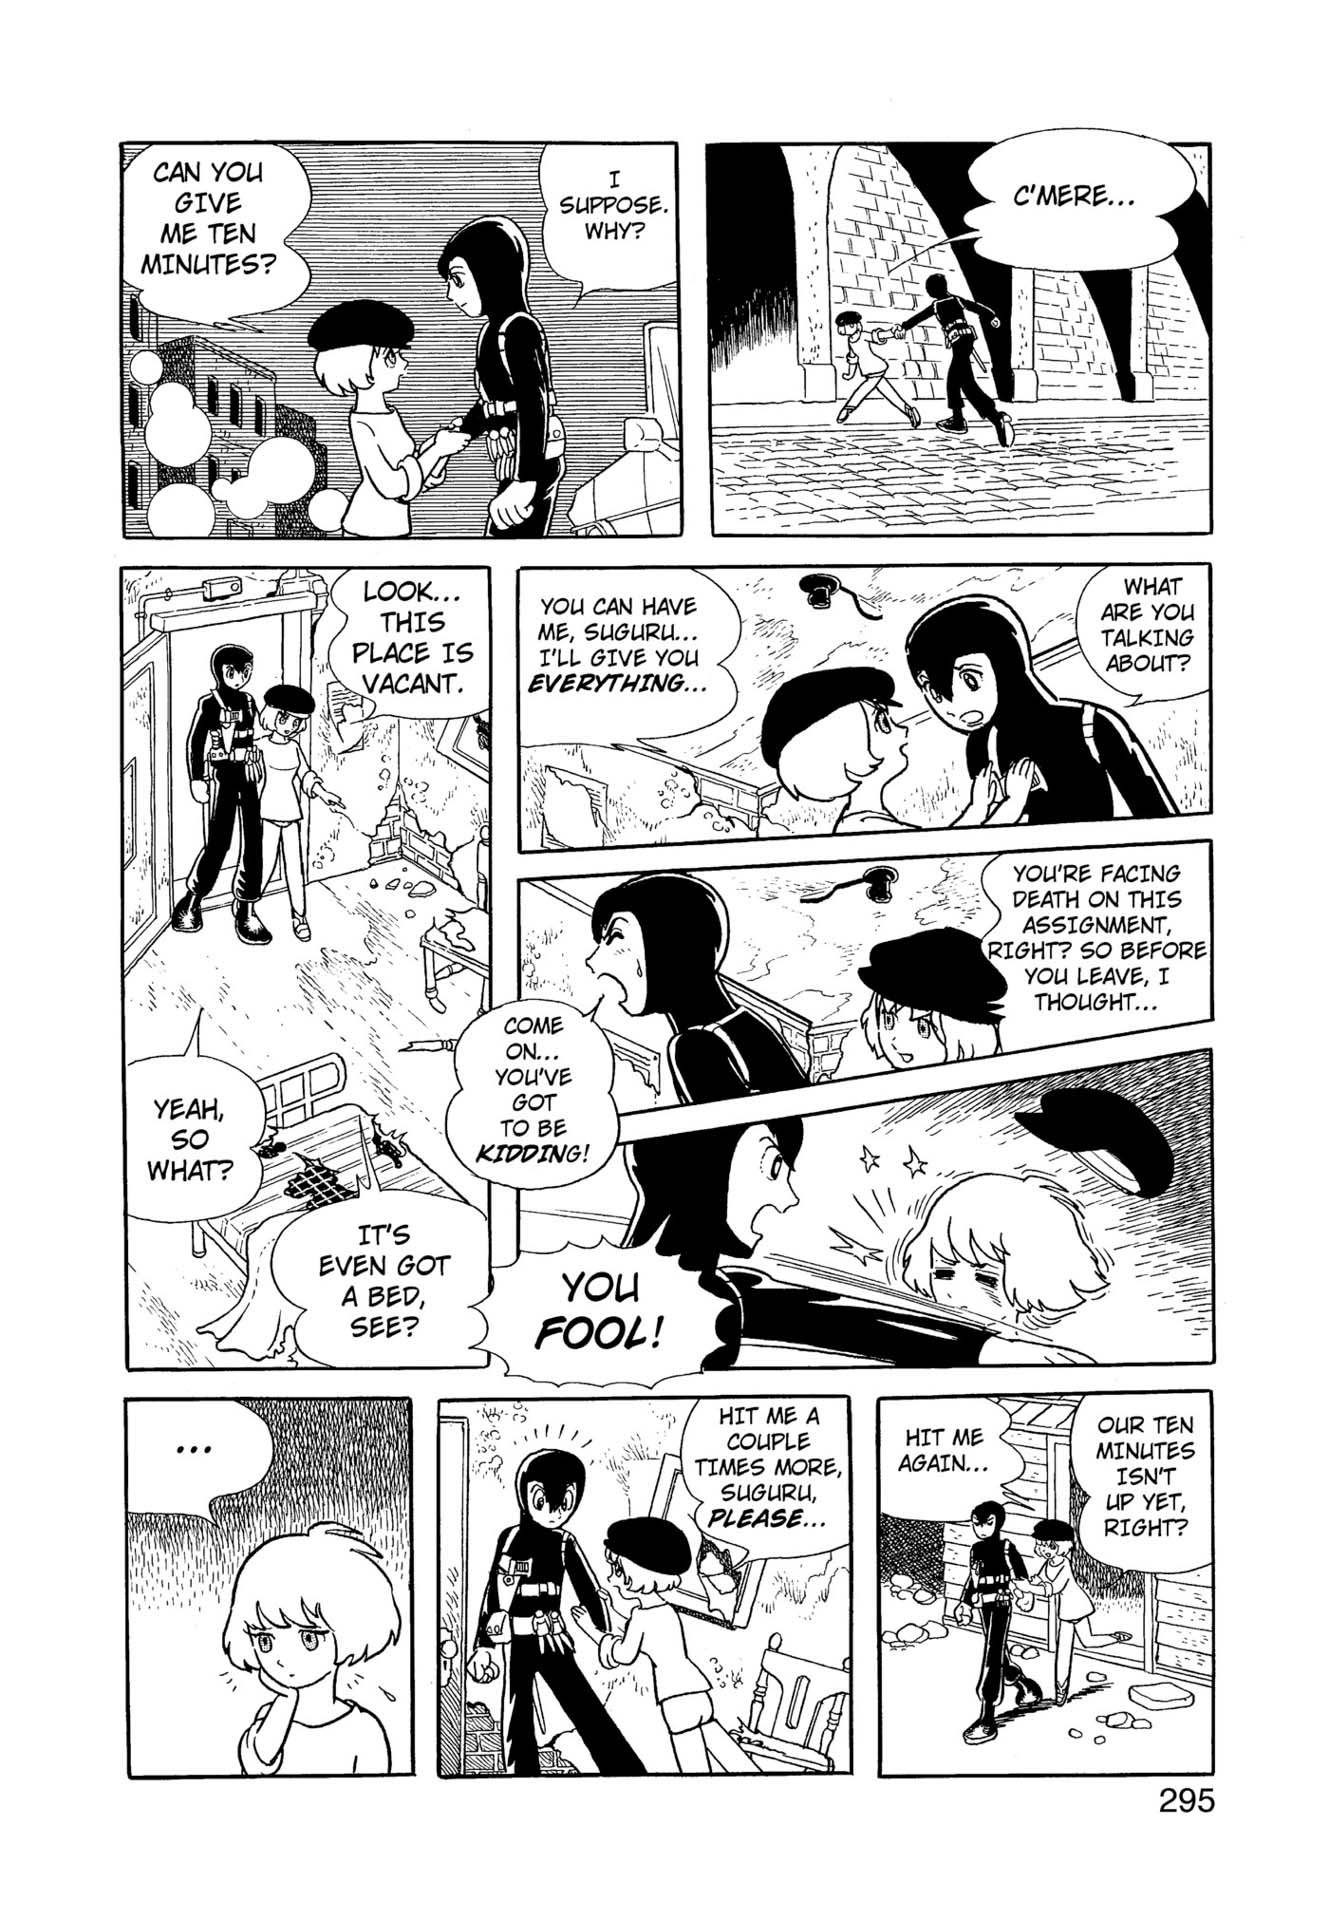 CAN YOU
GIVE
ME TEN
MINUTES?
I
SUPPOSE.
WHY?
C'MERE...
LOOK...
THIS
PLACE IS
VACANT.
YEAH,
SO
WHAT?
IT'S
EVEN GOT
A BED,
SEE?
YOU CAN HAVE
ME, SUGURU...
I'LL GIVE YOU
EVERYTHING...
WHAT
ARE YOU
TALKING
ABOUT?
YOU'RE FACING
DEATH ON THIS
ASSIGNMENT,
RIGHT? SO BEFORE
YOU LEAVE, I
THOUGHT...
COME
ON...
YOU'VE
GOT
TO BE
KIDDING!
YOU
FOOL!
...
HIT ME A
COUPLE
TIMES MORE,
SUGURU,
PLEASE...
HIT ME
AGAIN...
OUR TEN
MINUTES
ISN'T
UP YET,
RIGHT?
295